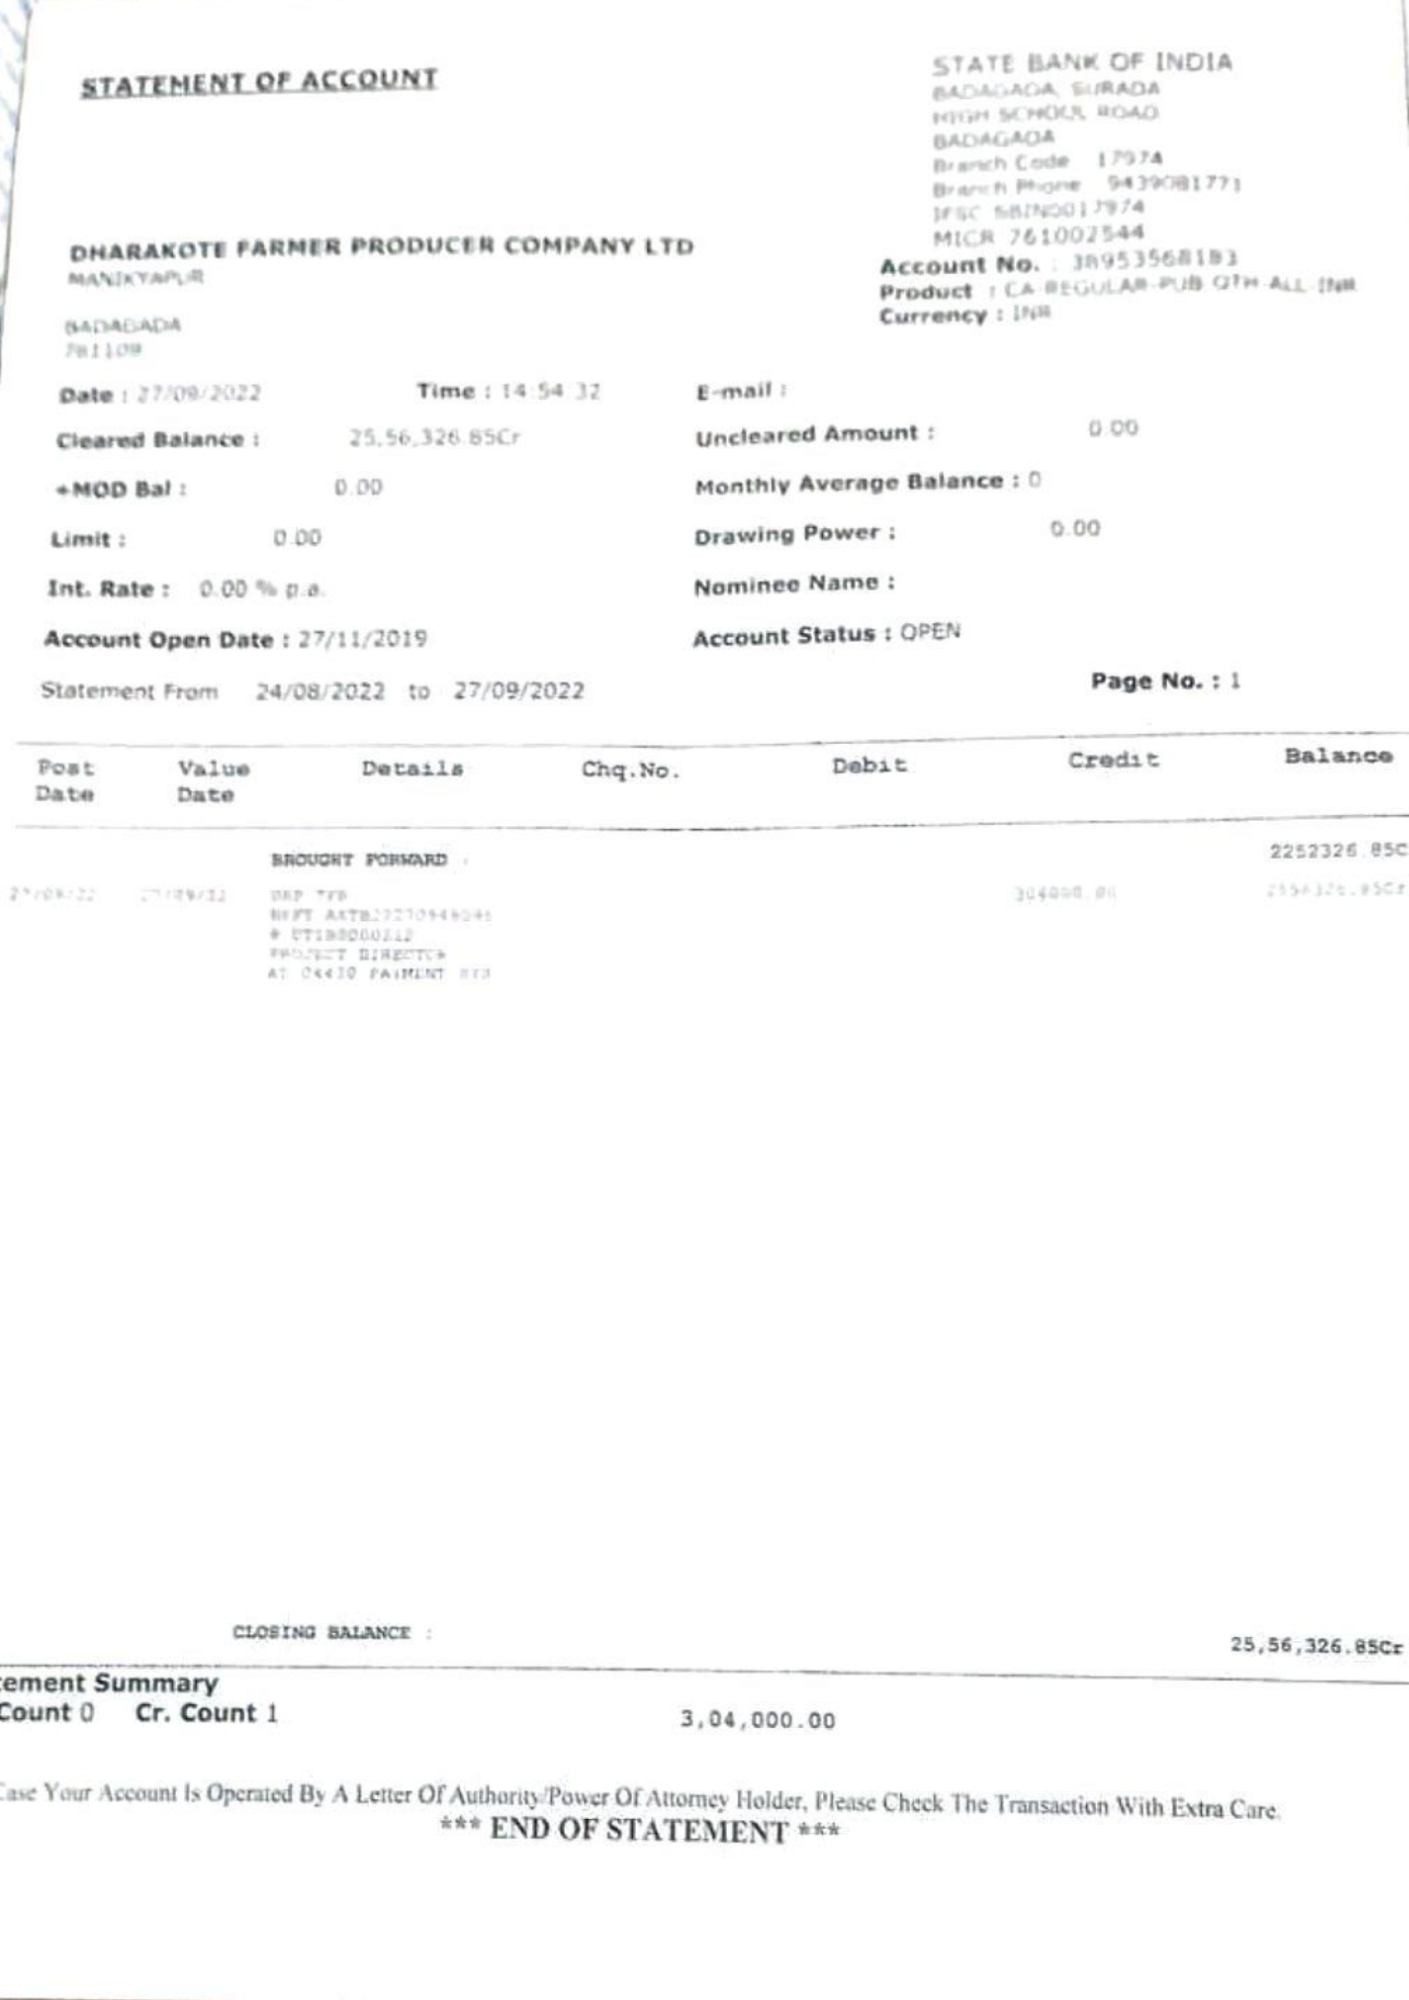 STATEMENT OF ACCOUNT
STATE BANK OF INDIA
BADAGADA, SURADA
HIGH SCHOOL ROAD
BADAGADA
Branch Code 17974
Branch Phone 9439081771
IFSC SBIN0017974
MICR 761002544
DHARAKOTE FARMER PRODUCER COMPANY LTD
MANIKYAPUR
Account No. : 38953568183
Product : CA-REGULAR-PUB-OTH-ALL-INR
Currency : INR
BADAGADA
761109
Date : 27/09/2022 Time : 14:54:32 E-mail :
Cleared Balance : 25,56,326.85Cr Uncleared Amount : 0.00
+MOD Bal : 0.00 Monthly Average Balance : 0
Limit : 0.00 Drawing Power : 0.00
Int. Rate : 0.00 % p.a. Nominee Name :
Account Open Date : 27/11/2019 Account Status : OPEN
Statement From 24/08/2022 to 27/09/2022 Page No. : 1
Post Value Details Chq.No. Debit Credit Balance
Date Date
BROUGHT FORWARD : 2252326.85C
27/09/22 27/09/22 DEP TFR 304000.00 2556326.85Cr
NEFT
# UTIB0000
PROJECT DIRECTOR
AT 04430 PAYMENT SYS
CLOSING BALANCE : 25,56,326.85Cr
ement Summary
Count 0 Cr. Count 1 3,04,000.00
Case Your Account Is Operated By A Letter Of Authority/Power Of Attorney Holder, Please Check The Transaction With Extra Care.
*** END OF STATEMENT ***